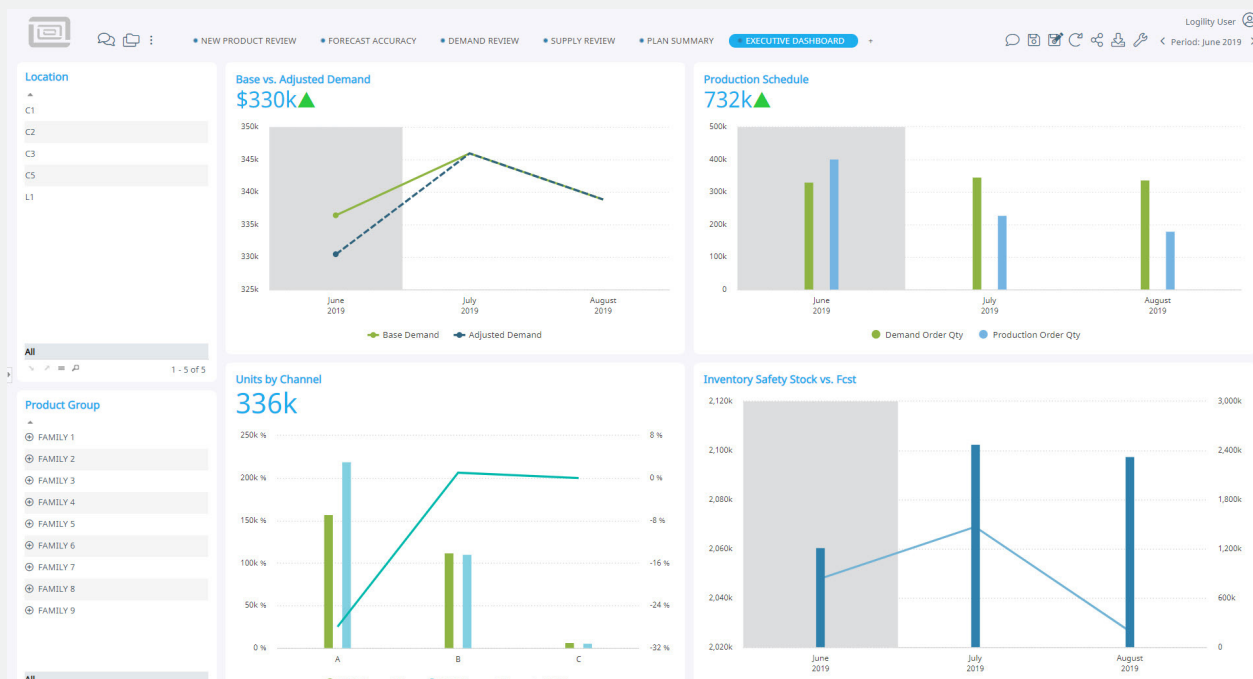 Logility User
NEW PRODUCT REVIEW
FORECAST ACCURACY
DEMAND REVIEW
SUPPLY REVIEW
PLAN SUMMARY
EXECUTIVE DASHBOARD
+
< Period: June 2019 >
Location
C1
C2
C3
C5
L1
All
1 - 5 of 5
Product Group
FAMILY 1
FAMILY 2
FAMILY 3
FAMILY 4
FAMILY 5
FAMILY 6
FAMILY 7
FAMILY 8
FAMILY 9
All
Base vs. Adjusted Demand
$330k
350k
345k
340k
335k
330k
325k
June
2019
July
2019
August
2019
Base Demand
Adjusted Demand
Production Schedule
732k
500k
400k
300k
200k
100k
0
June
2019
July
2019
August
2019
Demand Order Qty
Production Order Qty
Units by Channel
336k
250k %
200k %
150k %
100k %
50k %
0 %
8 %
0 %
-8 %
-16 %
-24 %
-32 %
A
B
C
Inventory Safety Stock vs. Fcst
2,120k
2,100k
2,080k
2,060k
2,040k
2,020k
3,000k
2,400k
1,800k
1,200k
600k
0
June
2019
July
2019
August
2019